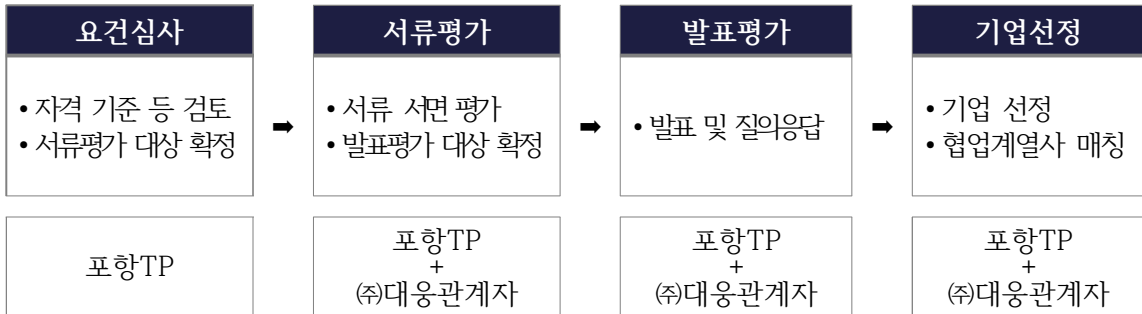 요건심사
• 자격 기준 등 검토
• 서류평가 대상 확정
포항TP
➡
서류평가
• 서류 서면 평가
• 발표평가 대상 확정
포항TP
+
㈜대웅관계자
➡
발표평가
• 발표 및 질의응답
포항TP
+
㈜대웅관계자
➡
기업선정
• 기업 선정
• 협업계열사 매칭
포항TP
+
㈜대웅관계자